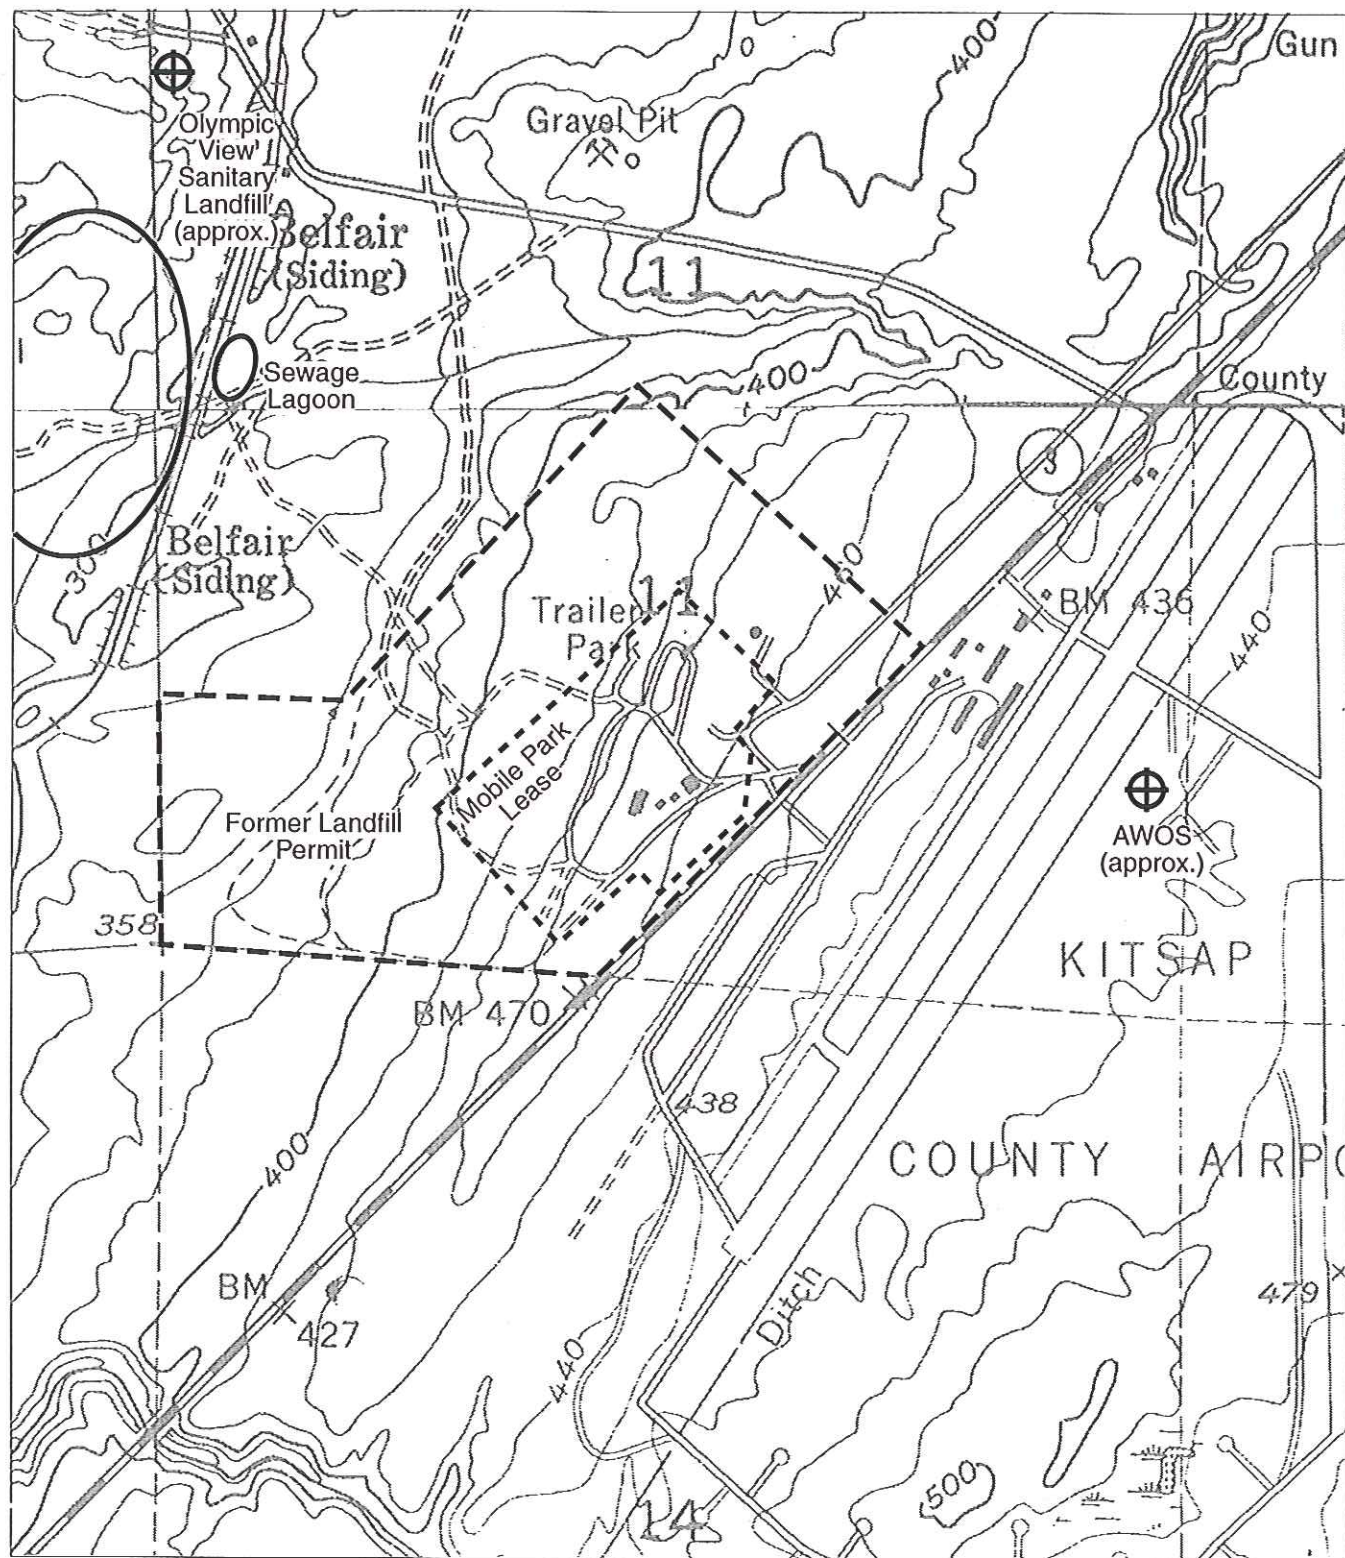 Gun
400
Gravel Pit
Olympic
View
Sanitary
Landfill
(approx.)
Belfair
(Siding)
11
Sewage
Lagoon
400
County
3
300
Belfair
(Siding)
Trailer
Park
11
BM 436
440
Mobile Park
Lease
Former Landfill
Permit
AWOS
(approx.)
358
KITSAP
BM 470
438
400
COUNTY AIRPO
BM
427
Ditch
479
440
500
14